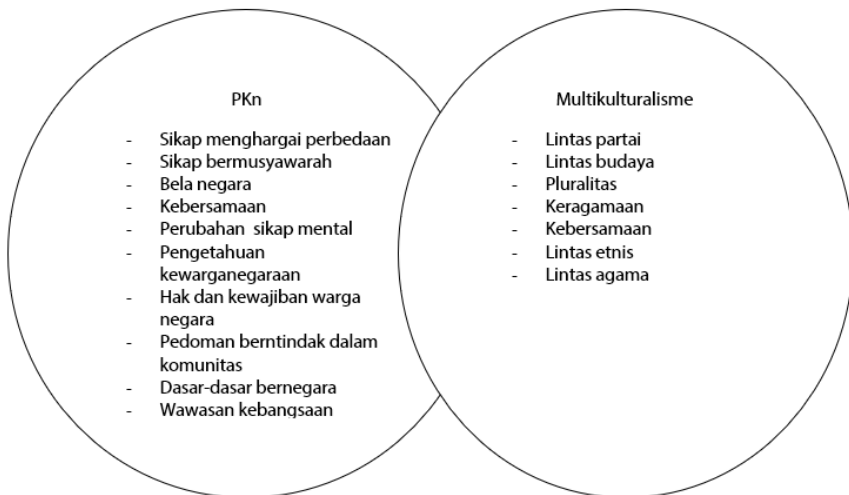 PKn
- Sikap menghargai perbedaan
- Sikap bermusyawarah
- Bela negara
- Kebersamaan
- Perubahan sikap mental
- Pengetahuan
kewarganegaraan
- Hak dan kewajiban warga
negara
- Pedoman berntindak dalam
komunitas
- Dasar-dasar bernegara
- Wawasan kebangsaan
Multikulturalisme
- Lintas partai
- Lintas budaya
- Pluralitas
- Keragamaan
- Kebersamaan
- Lintas etnis
- Lintas agama